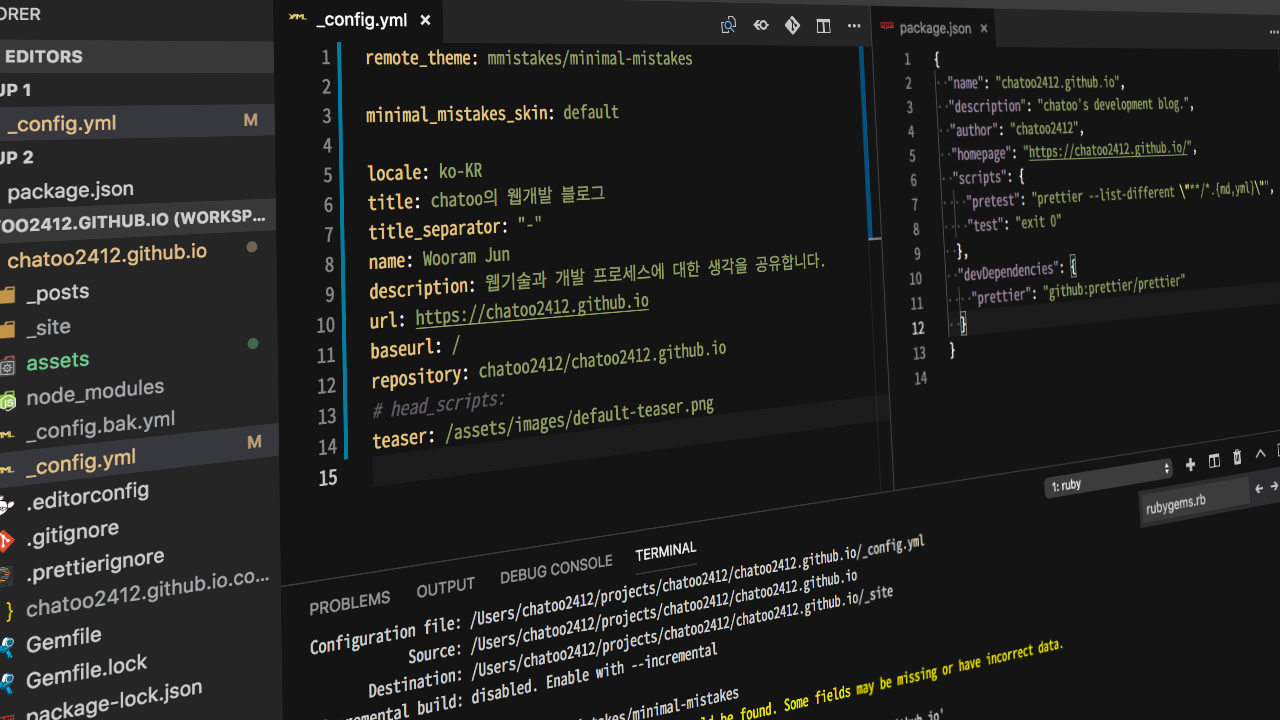 ORER
EDITORS
UP 1
_config.yml M
UP 2
package.json
TOO2412.GITHUB.IO (WORKSP...
chatoo2412.github.io
_posts
_site
assets
node_modules
_config.bak.yml
_config.yml M
.editorconfig
.gitignore
.prettierignore
chatoo2412.github.io.co...
Gemfile
Gemfile.lock
package-lock.json
_config.yml ×
1 remote_theme: mmistakes/minimal-mistakes
2
3 minimal_mistakes_skin: default
4
5 locale: ko-KR
6 title: chatoo의 웹개발 블로그
7 title_separator: "-"
8 name: Wooram Jun
9 description: 웹기술과 개발 프로세스에 대한 생각을 공유합니다.
10 url: https://chatoo2412.github.io
11 baseurl: /
12 repository: chatoo2412/chatoo2412.github.io
13 # head_scripts:
14 teaser: /assets/images/default-teaser.png
15
package.json ×
1 {
2 "name": "chatoo2412.github.io",
3 "description": "chatoo's development blog.",
4 "author": "chatoo2412",
5 "homepage": "https://chatoo2412.github.io/",
6 "scripts": {
7 "pretest": "prettier --list-different \"**/*.{md,yml}\"",
8 "test": "exit 0"
9 },
10 "devDependencies": {
11 "prettier": "github:prettier/prettier"
12 }
13 }
14
PROBLEMS OUTPUT DEBUG CONSOLE TERMINAL
1: ruby
rubygems.rb
Configuration file: /Users/chatoo2412/projects/chatoo2412/chatoo2412.github.io/_config.yml
Source: /Users/chatoo2412/projects/chatoo2412/chatoo2412.github.io
Destination: /Users/chatoo2412/projects/chatoo2412/chatoo2412.github.io/_site
remental build: disabled. Enable with --incremental
stakes/minimal-mistakes
be found. Some fields may be missing or have incorrect data.